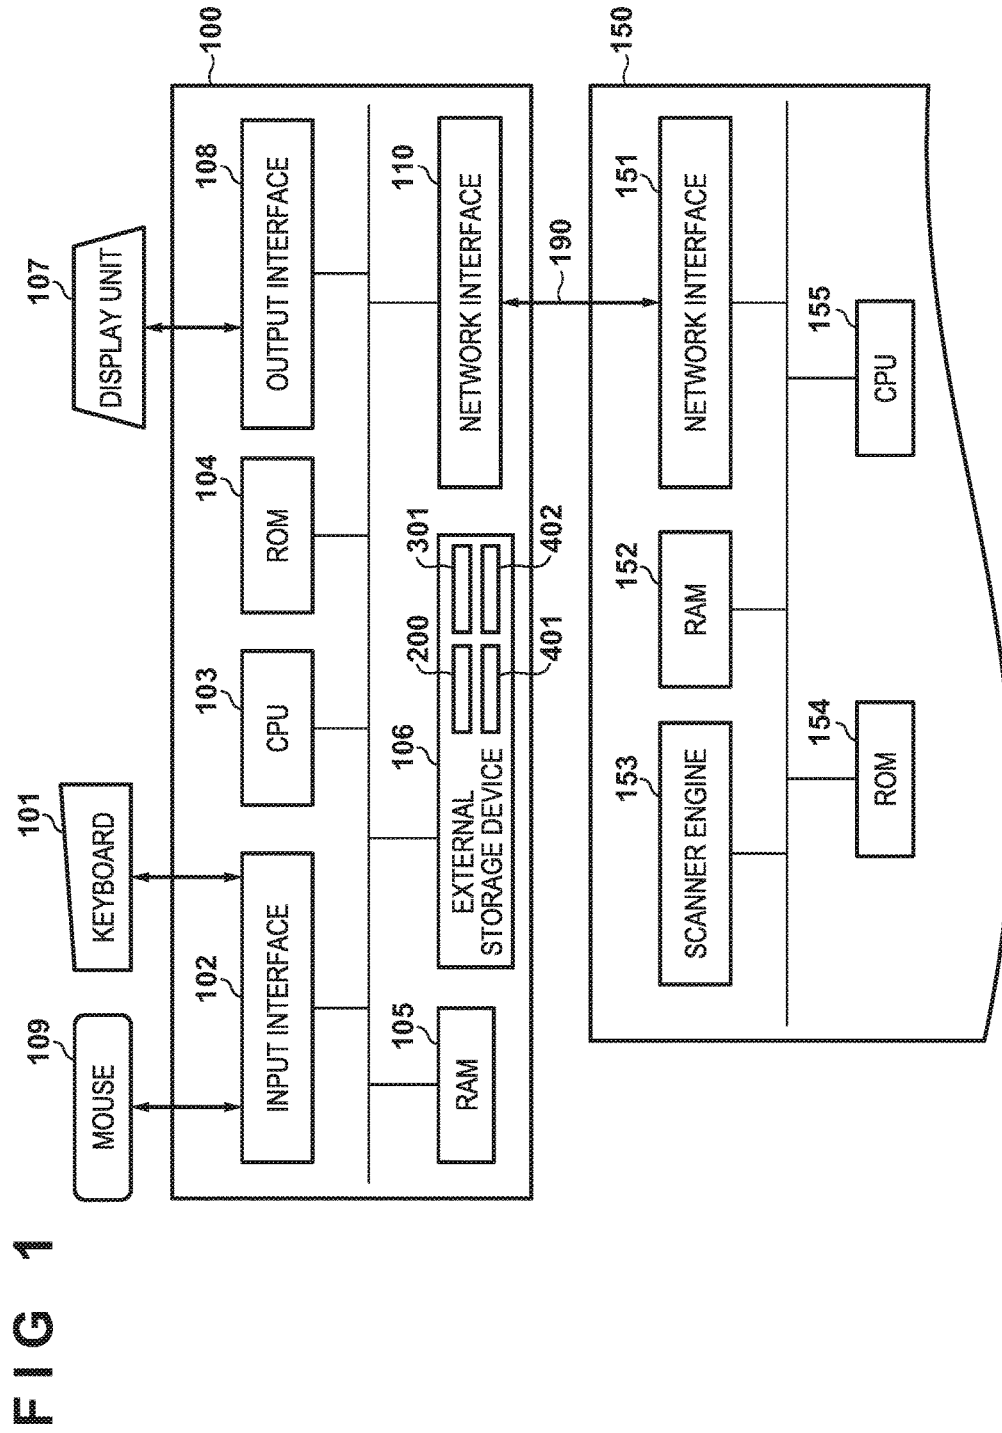 FIG 1
109
MOUSE
101
KEYBOARD
107
DISPLAY UNIT
100
102
INPUT INTERFACE
103
CPU
104
ROM
108
OUTPUT INTERFACE
105
RAM
106
EXTERNAL
STORAGE DEVICE
200
301
401
402
110
NETWORK INTERFACE
190
150
153
SCANNER ENGINE
152
RAM
151
NETWORK INTERFACE
154
ROM
155
CPU